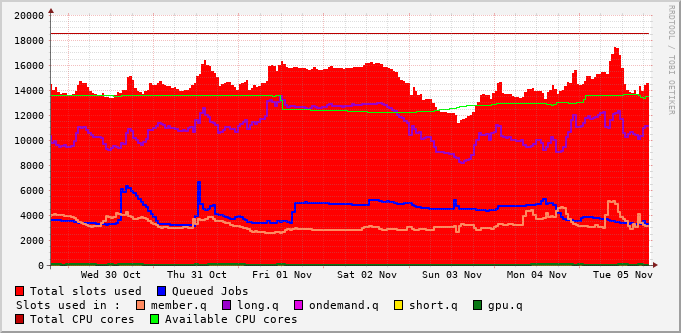 RRDTOOL / TOBI OETIKER
20000
18000
16000
14000
12000
10000
8000
6000
4000
2000
0
Wed 30 Oct Thu 31 Oct Fri 01 Nov Sat 02 Nov Sun 03 Nov Mon 04 Nov Tue 05 Nov
Total slots used Queued Jobs
Slots used in : member.q long.q ondemand.q short.q gpu.q
Total CPU cores Available CPU cores